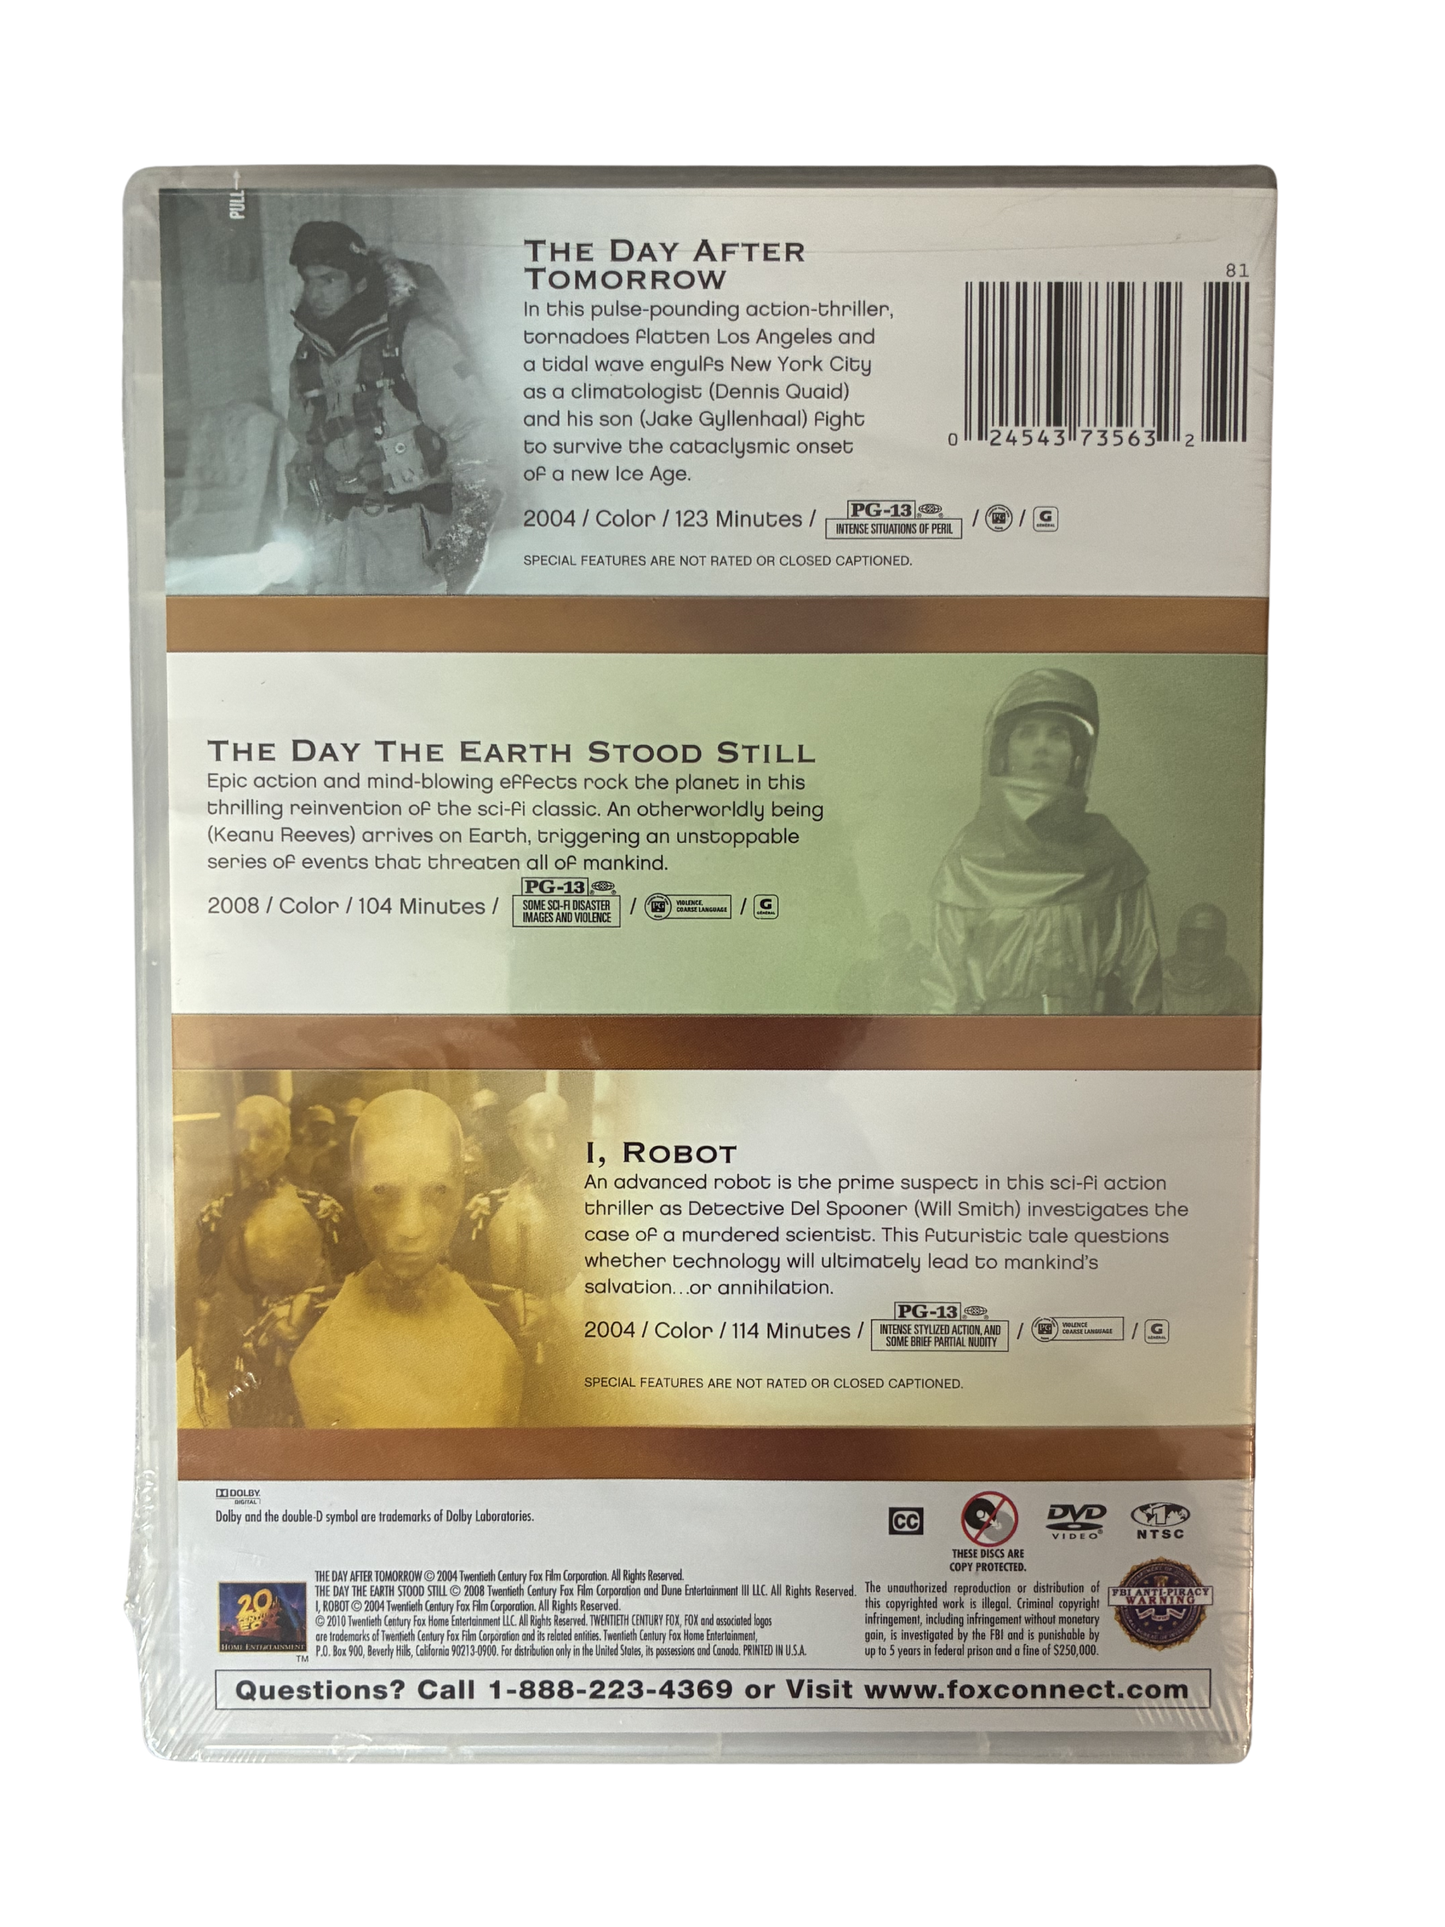 PULL→
THE DAY AFTER
TOMORROW
In this pulse-pounding action-thriller,
tornadoes flatten Los Angeles and
a tidal wave engulfs New York City
as a climatologist (Dennis Quaid)
and his son (Jake Gyllenhaal) fight
to survive the cataclysmic onset
of a new Ice Age.
81
0 24543 73563 2
2004 / Color / 123 Minutes / PG-13 / PG / G
INTENSE SITUATIONS OF PERIL
GENERAL
SPECIAL FEATURES ARE NOT RATED OR CLOSED CAPTIONED.
THE DAY THE EARTH STOOD STILL
Epic action and mind-blowing effects rock the planet in this
thrilling reinvention of the sci-fi classic. An otherworldly being
(Keanu Reeves) arrives on Earth, triggering an unstoppable
series of events that threaten all of mankind.
2008 / Color / 104 Minutes / PG-13 / PG VIOLENCE, / G
SOME SCI-FI DISASTER COARSE LANGUAGE GENERAL
IMAGES AND VIOLENCE
I, ROBOT
An advanced robot is the prime suspect in this sci-fi action
thriller as Detective Del Spooner (Will Smith) investigates the
case of a murdered scientist. This futuristic tale questions
whether technology will ultimately lead to mankind's
salvation...or annihilation.
2004 / Color / 114 Minutes / PG-13 / PG VIOLENCE / G
INTENSE STYLIZED ACTION, AND COARSE LANGUAGE GENERAL
SOME BRIEF PARTIAL NUDITY
SPECIAL FEATURES ARE NOT RATED OR CLOSED CAPTIONED.
DOLBY
DIGITAL
Dolby and the double-D symbol are trademarks of Dolby Laboratories.
CC
THESE DISCS ARE
COPY PROTECTED.
DVD
VIDEO®
1
NTSC
20th CENTURY FOX
HOME ENTERTAINMENT
TM
THE DAY AFTER TOMORROW © 2004 Twentieth Century Fox Film Corporation. All Rights Reserved.
THE DAY THE EARTH STOOD STILL © 2008 Twentieth Century Fox Film Corporation and Dune Entertainment III LLC. All Rights Reserved.
I, ROBOT © 2004 Twentieth Century Fox Film Corporation. All Rights Reserved.
© 2010 Twentieth Century Fox Home Entertainment LLC. All Rights Reserved. TWENTIETH CENTURY FOX, FOX and associated logos
are trademarks of Twentieth Century Fox Film Corporation and its related entities. Twentieth Century Fox Home Entertainment,
P.O. Box 900, Beverly Hills, California 90213-0900. For distribution only in the United States, its possessions and Canada. PRINTED IN U.S.A.
The unauthorized reproduction or distribution of
this copyrighted work is illegal. Criminal copyright
infringement, including infringement without monetary
gain, is investigated by the FBI and is punishable by
up to 5 years in federal prison and a fine of $250,000.
FBI ANTI-PIRACY
WARNING
Questions? Call 1-888-223-4369 or Visit www.foxconnect.com